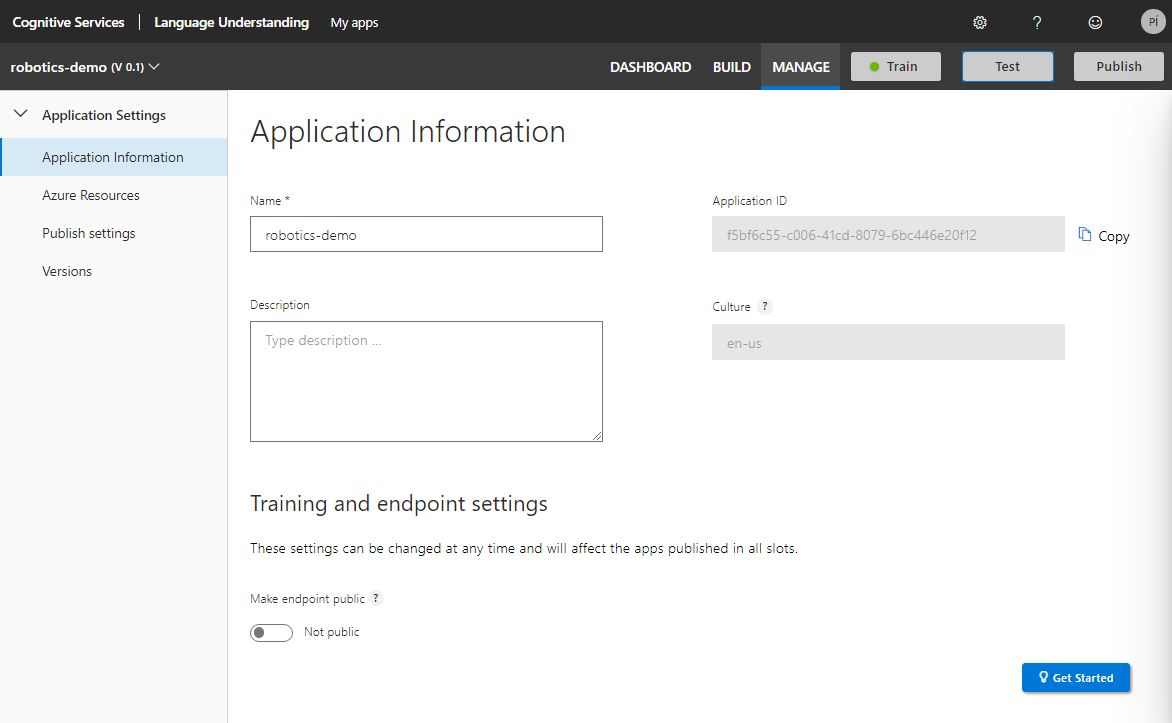 Cognitive Services Language Understanding My apps ?  PÍ
robotics-demo (V 0.1) DASHBOARD BUILD MANAGE Train Test Publish
Application Settings
Application Information
Azure Resources
Publish settings
Versions
Application Information
Name * Application ID
robotics-demo f5bf6c55-c006-41cd-8079-6bc446e20f12 Copy
Description Culture ?
Type description ... en-us
Training and endpoint settings
These settings can be changed at any time and will affect the apps published in all slots.
Make endpoint public ?
Not public
Get Started